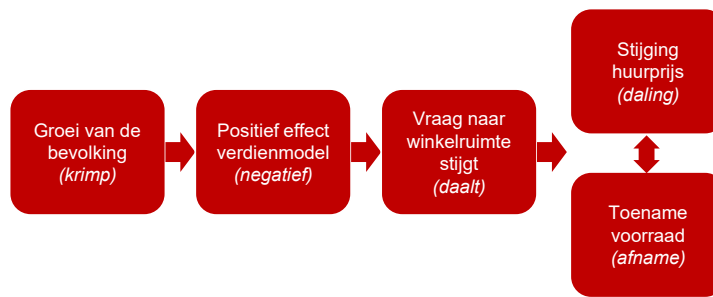 Groei van de
bevolking
(krimp)
Positief effect
verdienmodel
(negatief)
Vraag naar
winkelruimte
stijgt
(daalt)
Stijging
huurprijs
(daling)
Toename
voorraad
(afname)